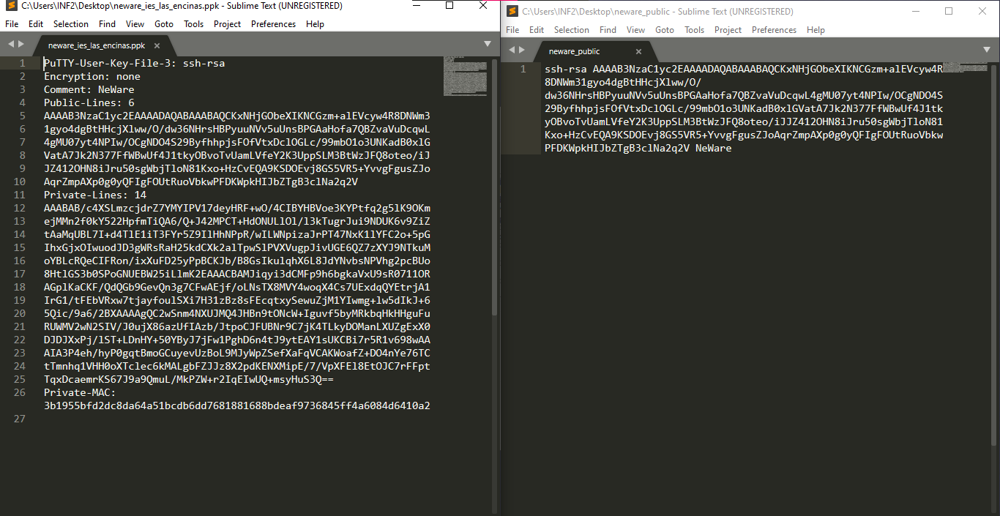 C:\Users\INF2\Desktop\neware_ies_las_encinas.ppk - Sublime Text (UNREGISTERED)
File Edit Selection Find View Goto Tools Project Preferences Help
neware_ies_las_encinas.ppk
1 PuTTY-User-Key-File-3: ssh-rsa
2 Encryption: none
3 Comment: NeWare
4 Public-Lines: 6
5 AAAAB3NzaC1yc2EAAAADAQABAAABAQCKxNHjGObeXIKNCGzm+alEVcyw4R8DNWm3
6 1gyo4dgBtHHcjXlww/O/dw36NHrsHBPyuuNVv5uUnsBPGAaHofa7QBZvaVuDcqwL
7 4gMU07yt4NPIw/OCgNDO4S29ByfhhpjsFOfVtxDclOGLc/99mbO1o3UNKadB0xlG
8 VatA7Jk2N377FfWBwUf4J1tkyOBvoTvUamLVfeY2K3UppSLM3BtWzJFQ8oteo/iJ
9 JZ412OHN8iJru50sgWbjTloN81Kxo+HzCvEQA9KSDOEvj8GS5VR5+YvvgFgusZJo
10 AqrZmpAXp0g0yQFIgFOUtRuoVbkwPFDKWpkHIJbZTgB3clNa2q2V
11 Private-Lines: 14
12 AAABAB/c4XSLmzcjdrZ7YMYIPV17deyHRF+wO/4CIBYHBVoe3KYPtfq2g5lK9OKm
13 ejMMn2f0kY522HpfmTiQA6/Q+J42MPCT+HdONULlOl/l3kTugrJui9NDUK6v9ZiZ
14 tAaMqUBL7I+d4TlE1iT3FYr5Z9IlHhNPpR/wILWNpizaJrPT47NxK1lYFC2o+5pG
15 IhxGjxOIwuodJD3gWRsRaH25kdCXk2alTpwSlPVXVugpJivUGE6QZ7zXYJ9NTkuM
16 oYBLcRQeCIFRon/ixXuFD25yPpBCKJb/B8GsIkulqhX6L8JdYNvbsNPVhg2pcBUo
17 8HtlGS3b0SPoGNUEBW25iLlmK2EAAACBAMJiqyi3dCMFp9h6bgkaVxU9sR0711OR
18 AGplKaCKF/QdQGb9GevQn3g7CFwAEjf/oLNsTX8MVY4woqX4Cs7UExdqQYEtrjA1
19 IrG1/tFEbVRxw7tjayfoulSXi7H31zBz8sFEcqtxySewuZjM1YIwmg+lw5dIkJ+6
20 5Qic/9a6/2BXAAAAgQC2wSnm4NXUJMQ4JHBn9tONcW+Iguvf5byMRkbqHkHHguFu
21 RUWMV2wN2SIV/J0ujX86azUfIAzb/JtpoCJFUBNr9C7jK4TLkyDOManLXUZgExX0
22 DJDJXxPj/lST+LDnHY+50YByJ7jFw1PghD6n4tJ9ytEAY1sUKCBi7r5R1v698wAA
23 AIA3P4eh/hyP0gqtBmoGCuyevUzBoL9MJyWpZSefXaFqVCAKWoafZ+DO4nYe76TC
24 tTmnhq1VHH0oXTclec6kMALgbFZJJz8X2pdKENXMipE/7/VpXFEl8EtOJC7rFFpt
25 TqxDcaemrKS67J9a9QmuL/MkPZW+r2IqEIwUQ+msyHuS3Q==
26 Private-MAC:
3b1955bfd2dc8da64a51bcdb6dd7681881688bdeaf9736845ff4a6084d6410a2
27
C:\Users\INF2\Desktop\neware_public - Sublime Text (UNREGISTERED)
File Edit Selection Find View Goto Tools Project Preferences Help
neware_public
1 ssh-rsa AAAAB3NzaC1yc2EAAAADAQABAAABAQCKxNHjGObeXIKNCGzm+alEVcyw4R
8DNWm31gyo4dgBtHHcjXlww/O/
dw36NHrsHBPyuuNVv5uUnsBPGAaHofa7QBZvaVuDcqwL4gMU07yt4NPIw/OCgNDO4S
29ByfhhpjsFOfVtxDclOGLc/99mbO1o3UNKadB0xlGVatA7Jk2N377FfWBwUf4J1tk
yOBvoTvUamLVfeY2K3UppSLM3BtWzJFQ8oteo/iJJZ412OHN8iJru50sgWbjTloN81
Kxo+HzCvEQA9KSDOEvj8GS5VR5+YvvgFgusZJoAqrZmpAXp0g0yQFIgFOUtRuoVbkw
PFDKWpkHIJbZTgB3clNa2q2V NeWare